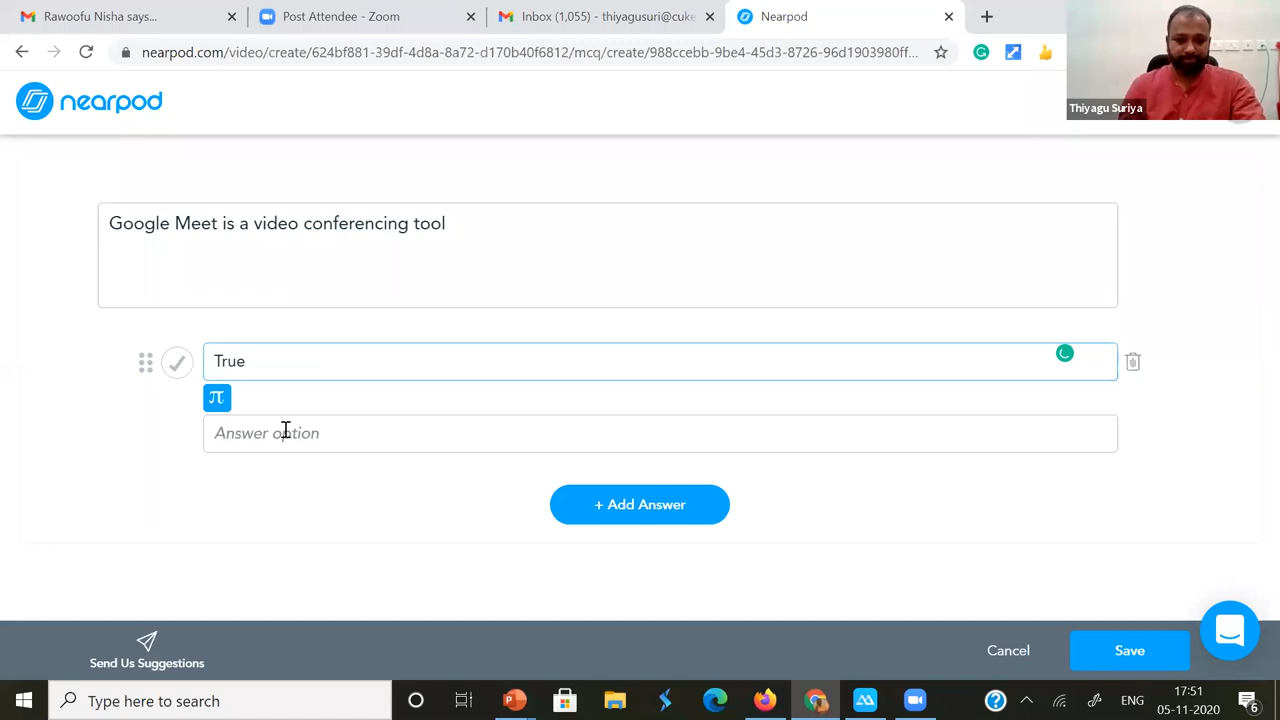 Rawoofu Nisha says...
Post Attendee - Zoom
Inbox (1,055) - thiyagusuri@cuke
Nearpod
nearpod.com/video/create/624bf881-39df-4d8a-8a72-d170b40f6812/mcq/create/988ccebb-9be4-45d3-8726-96d1903980ff...
Thiyagu Suriya
nearpod
Google Meet is a video conferencing tool
True
π
Answer option
+ Add Answer
Send Us Suggestions
Cancel
Save
Type here to search
ENG
17:51
05-11-2020
6